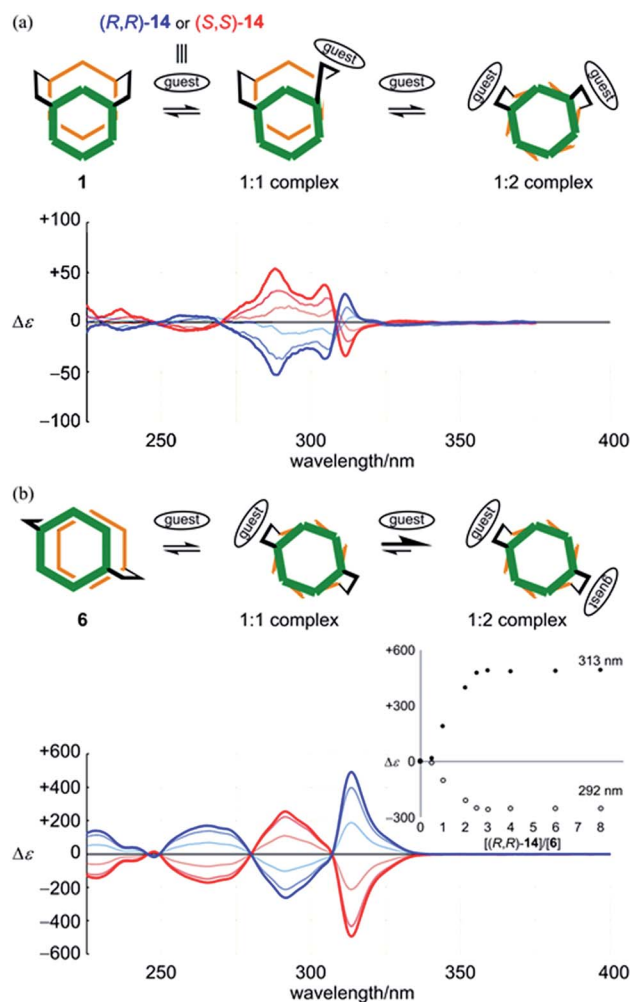 (a)
(R,R)-14 or (S,S)-14
guest
guest
guest
guest
guest
1
1:1 complex
1:2 complex
+100
+50
Δε 0
−50
−100
250 300 350 400
wavelength/nm
(b)
guest
guest
guest
guest
guest
6
1:1 complex
1:2 complex
+600
313 nm
+300
Δε 0
292 nm
−300
0 1 2 3 4 6 8
[(R,R)-14]/[6]
+600
+400
+200
Δε 0
−200
−400
−600
250 300 350 400
wavelength/nm